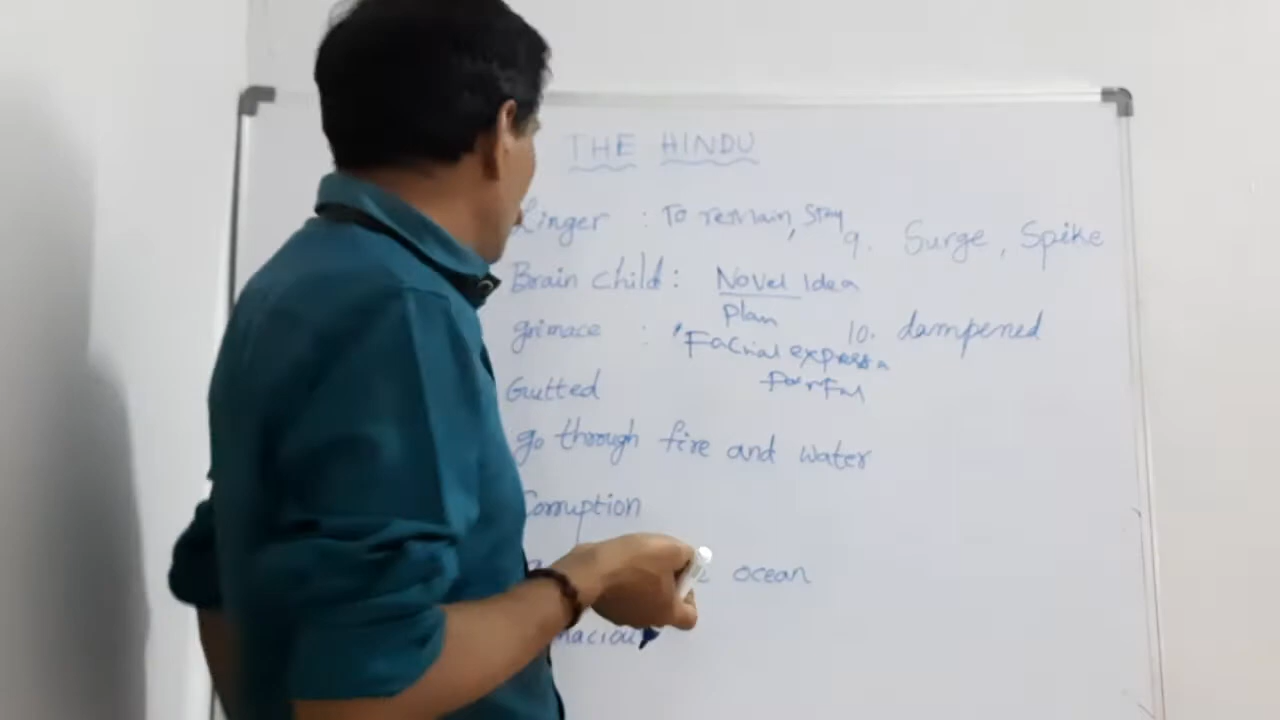 THE HINDU
Linger : To remain, Stay
9. Surge, Spike
Brain child : Novel Idea
Plan
grimace : Facial express
10. dampened
Painful
Gutted
go through fire and water
Corruption
ocean